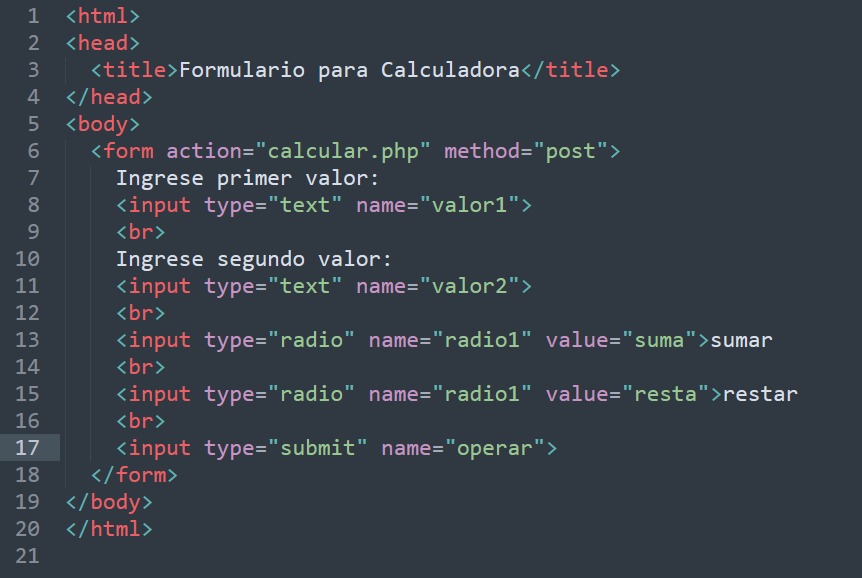 1 <html>
2 <head>
3 <title>Formulario para Calculadora</title>
4 </head>
5 <body>
6 <form action="calcular.php" method="post">
7 Ingrese primer valor:
8 <input type="text" name="valor1">
9 <br>
10 Ingrese segundo valor:
11 <input type="text" name="valor2">
12 <br>
13 <input type="radio" name="radio1" value="suma">sumar
14 <br>
15 <input type="radio" name="radio1" value="resta">restar
16 <br>
17 <input type="submit" name="operar">
18 </form>
19 </body>
20 </html>
21